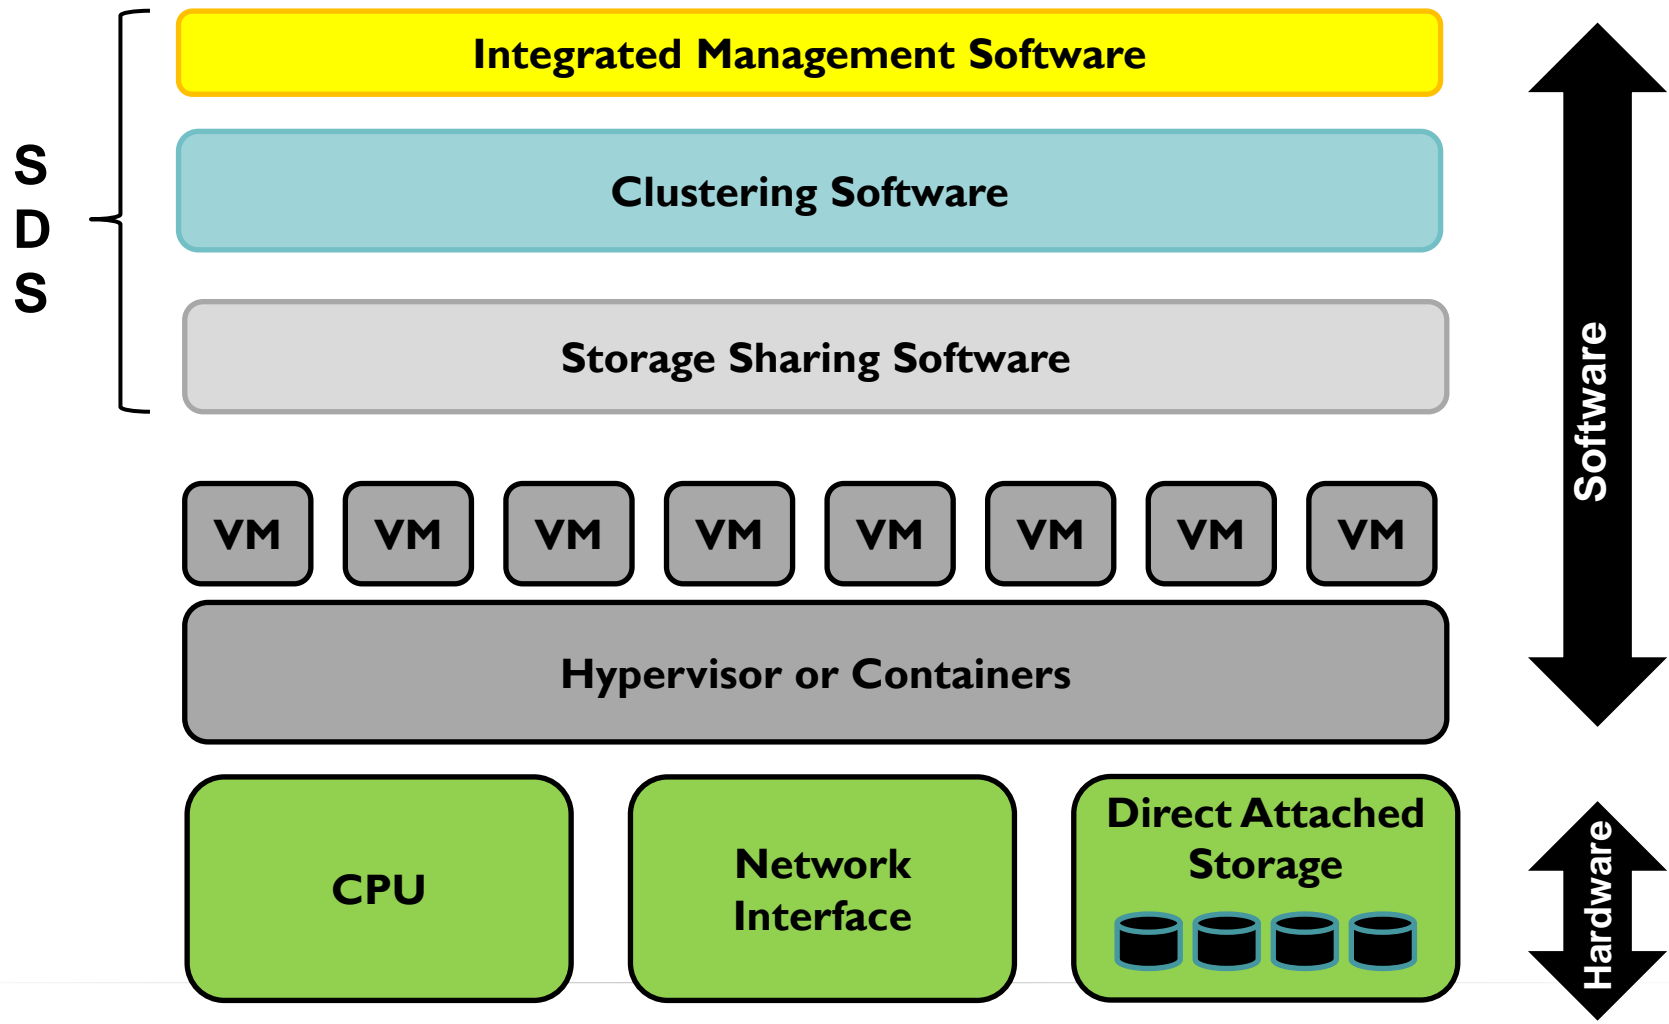 Integrated Management Software
S
D
S
Clustering Software
Storage Sharing Software
Software
VM VM VM VM VM VM VM VM
Hypervisor or Containers
CPU
Network
Interface
Direct Attached
Storage
Hardware